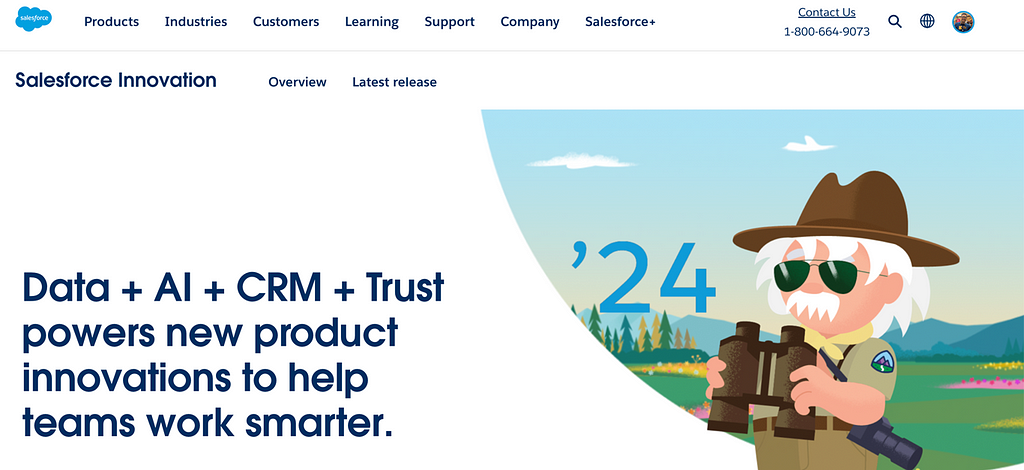 salesforce
Products Industries Customers Learning Support Company Salesforce+
Contact Us
1-800-664-9073
Salesforce Innovation Overview Latest release
’24
Data + AI + CRM + Trust
powers new product
innovations to help
teams work smarter.